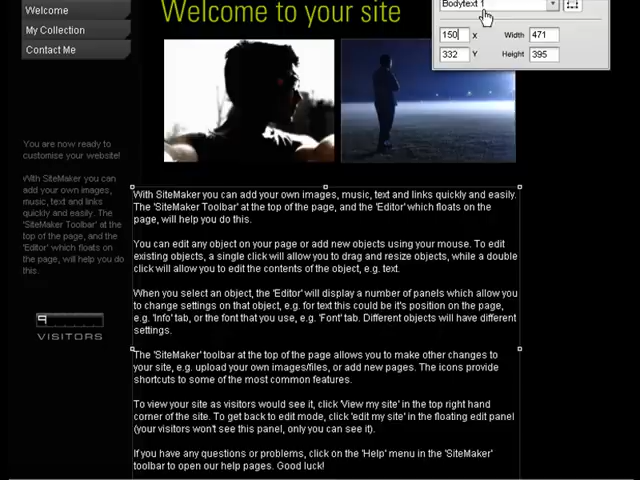 Welcome
My Collection
Contact Me
Welcome to your site
Bodytext 1
150 X Width 471
332 Y Height 395
You are now ready to
customise your website!
With SiteMaker you can
add your own images,
music, text and links
quickly and easily. The
'SiteMaker Toolbar' at
the top of the page, and
the 'Editor' which floats on
the page, will help you do
this.
9
VISITORS
With SiteMaker you can add your own images, music, text and links quickly and easily.
The 'SiteMaker Toolbar' at the top of the page, and the 'Editor' which floats on the
page, will help you do this.
You can edit any object on your page or add new objects using your mouse. To edit
existing objects, a single click will allow you to drag and resize objects, while a double
click will allow you to edit the contents of the object, e.g. text.
When you select an object, the 'Editor' will display a number of panels which allow you
to change settings on that object, e.g. for text this could be it's position on the page,
e.g. 'Info' tab, or the font that you use, e.g. 'Font' tab. Different objects will have different
settings.
The 'SiteMaker' toolbar at the top of the page allows you to make other changes to
your site, e.g. upload your own images/files, or add new pages. The icons provide
shortcuts to some of the most common features.
To view your site as visitors would see it, click 'View my site' in the top right hand
corner of the site. To get back to edit mode, click 'edit my site' in the floating edit panel
(your visitors won't see this panel, only you can see it).
If you have any questions or problems, click on the 'Help' menu in the 'SiteMaker'
toolbar to open our help pages. Good luck!